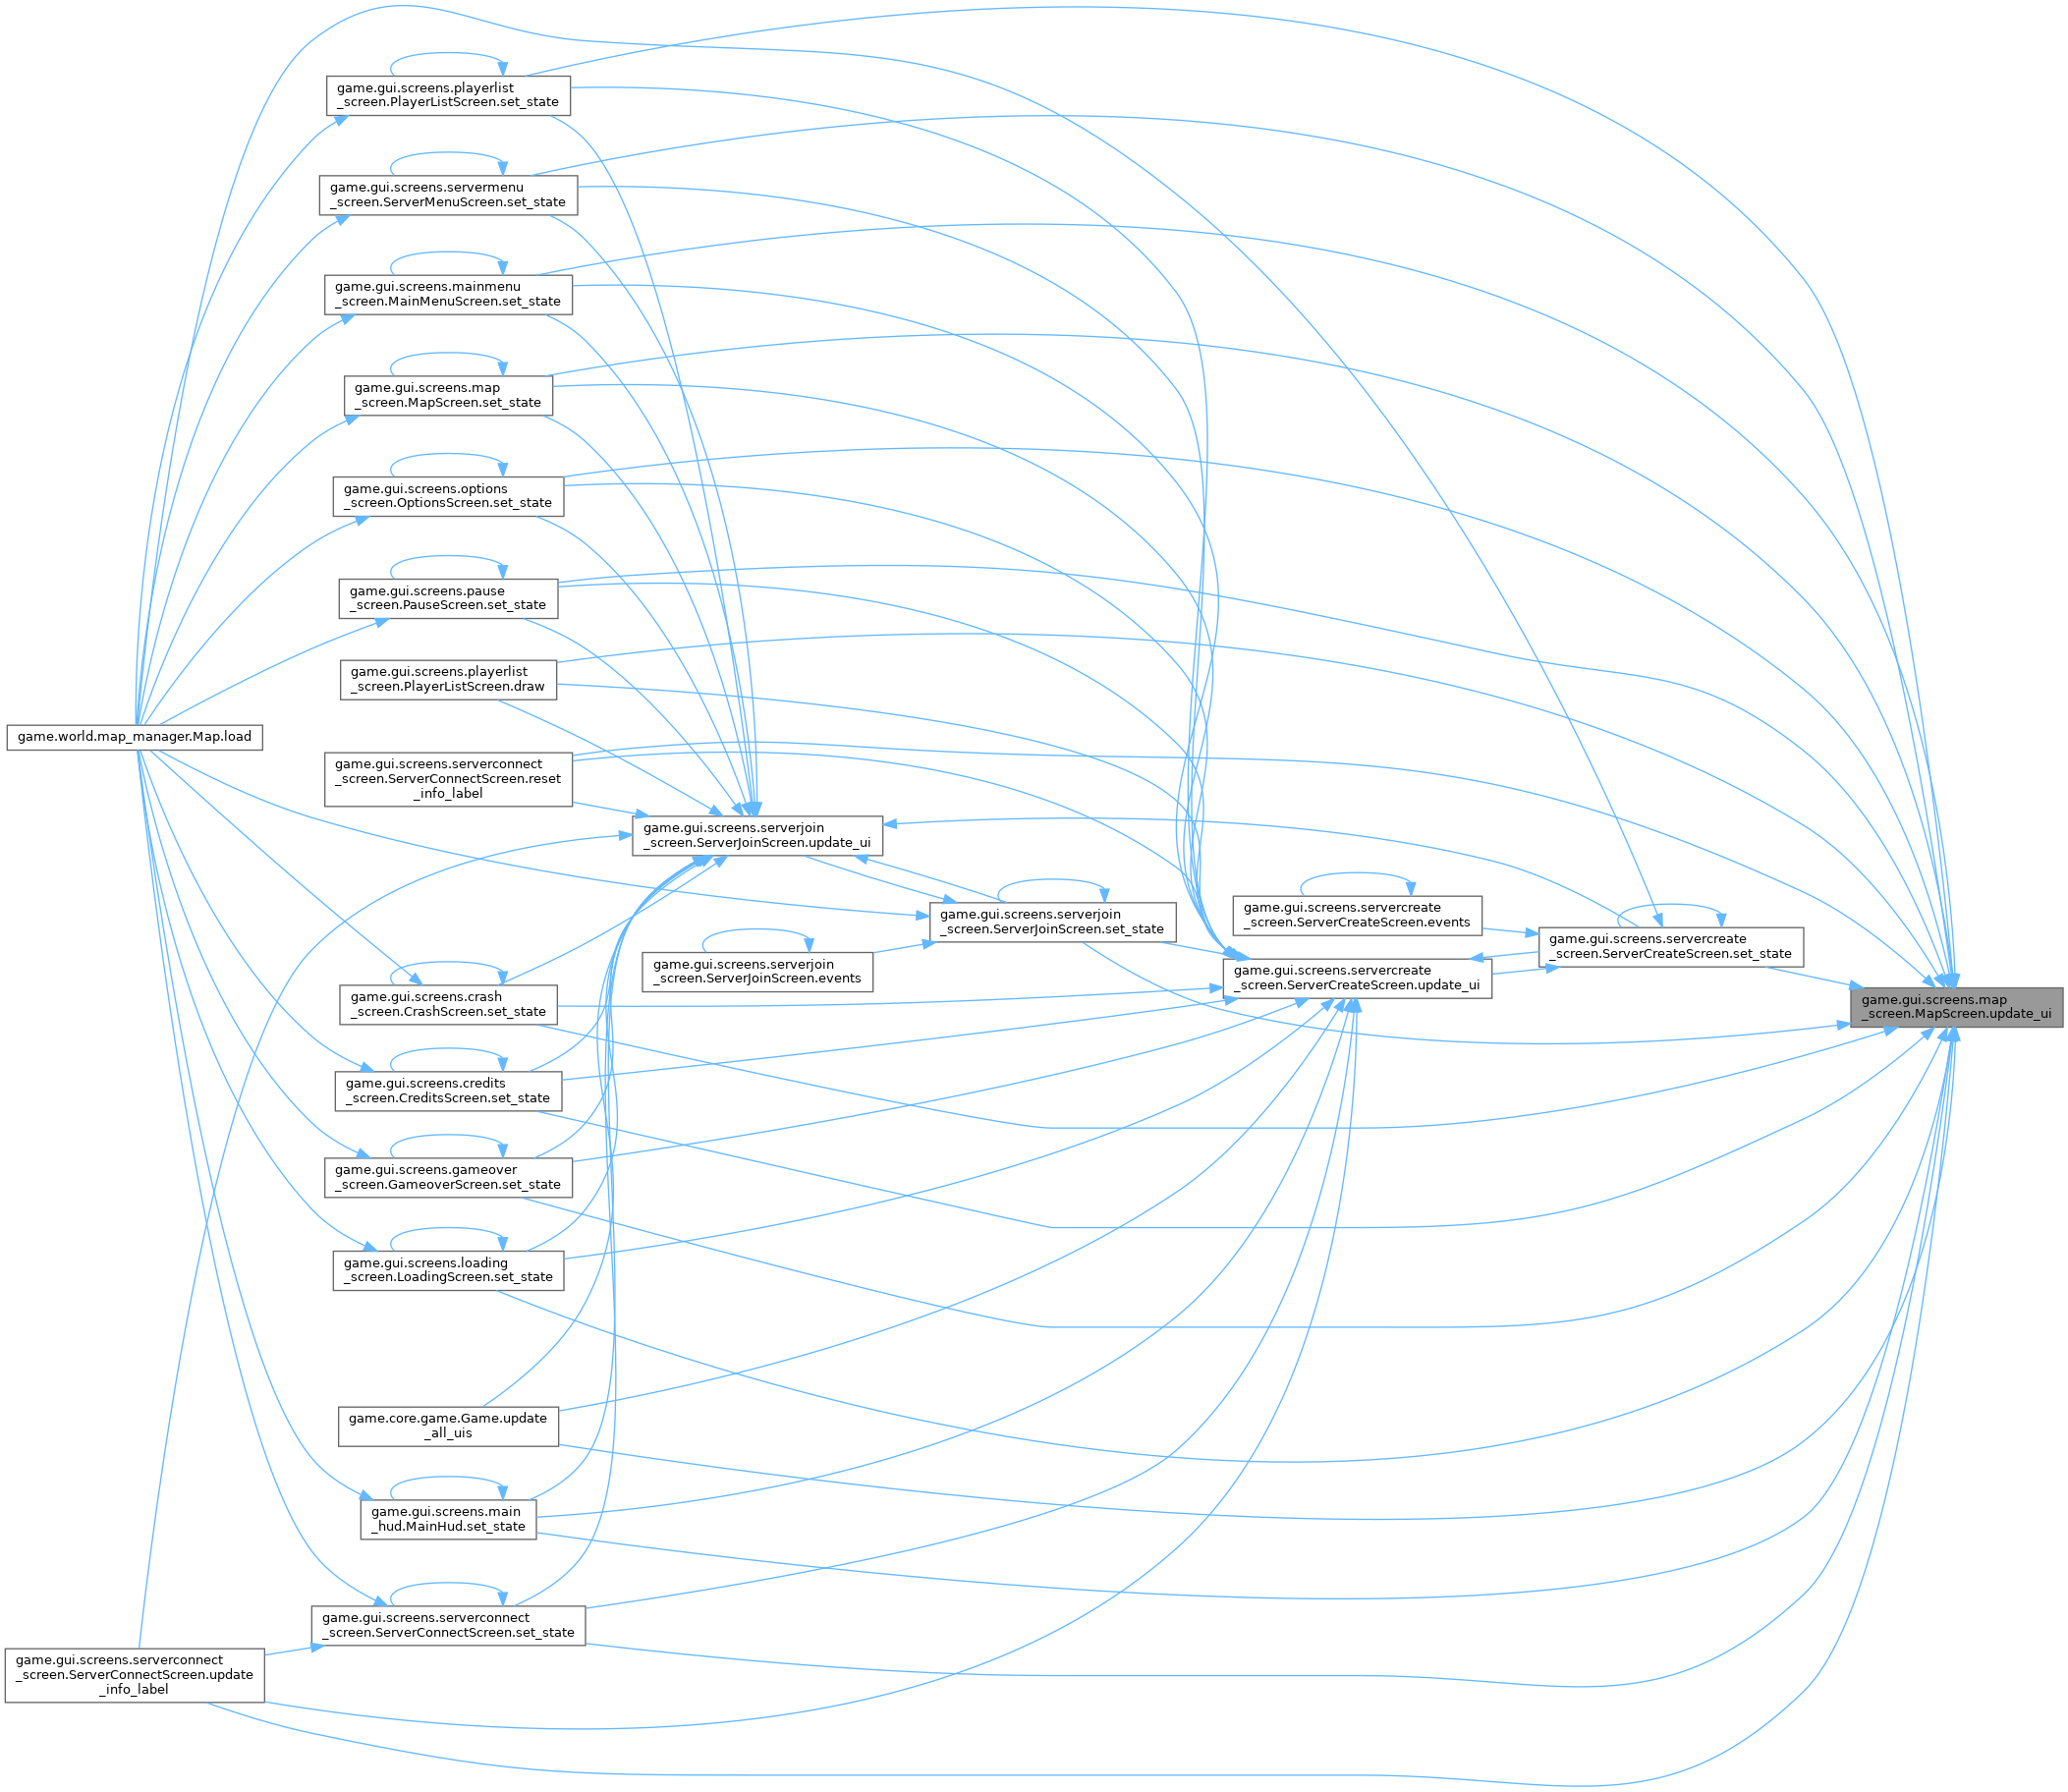 game.gui.screens.playerlist
_screen.PlayerListScreen.set_state
game.gui.screens.servermenu
_screen.ServerMenuScreen.set_state
game.gui.screens.mainmenu
_screen.MainMenuScreen.set_state
game.gui.screens.map
_screen.MapScreen.set_state
game.gui.screens.options
_screen.OptionsScreen.set_state
game.gui.screens.pause
_screen.PauseScreen.set_state
game.gui.screens.playerlist
_screen.PlayerListScreen.draw
game.world.map_manager.Map.load
game.gui.screens.serverconnect
_screen.ServerConnectScreen.reset
_info_label
game.gui.screens.serverjoin
_screen.ServerJoinScreen.update_ui
game.gui.screens.serverjoin
_screen.ServerJoinScreen.set_state
game.gui.screens.servercreate
_screen.ServerCreateScreen.events
game.gui.screens.servercreate
_screen.ServerCreateScreen.set_state
game.gui.screens.serverjoin
_screen.ServerJoinScreen.events
game.gui.screens.servercreate
_screen.ServerCreateScreen.update_ui
game.gui.screens.map
_screen.MapScreen.update_ui
game.gui.screens.crash
_screen.CrashScreen.set_state
game.gui.screens.credits
_screen.CreditsScreen.set_state
game.gui.screens.gameover
_screen.GameoverScreen.set_state
game.gui.screens.loading
_screen.LoadingScreen.set_state
game.core.game.Game.update
_all_uis
game.gui.screens.main
_hud.MainHud.set_state
game.gui.screens.serverconnect
_screen.ServerConnectScreen.set_state
game.gui.screens.serverconnect
_screen.ServerConnectScreen.update
_info_label